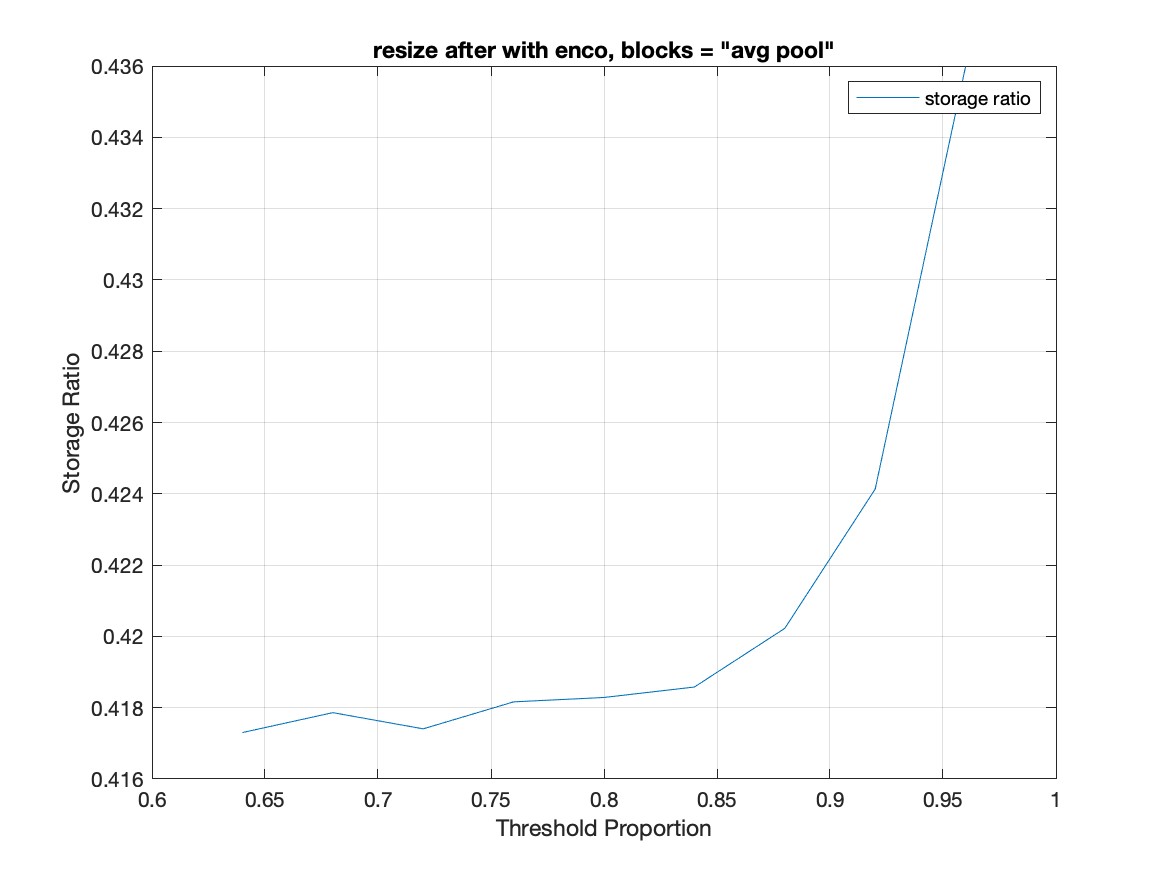 resize after with enco, blocks = "avg pool"
0.436
storage ratio
0.434
0.432
0.43
0.428
0.426
0.424
0.422
0.42
0.418
0.416
Storage Ratio
0.6 0.65 0.7 0.75 0.8 0.85 0.9 0.95 1
Threshold Proportion